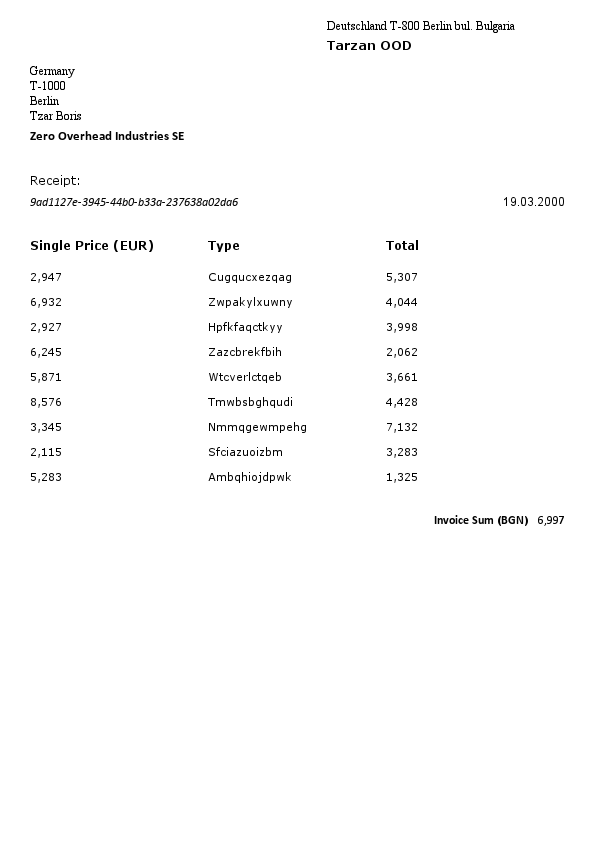 Deutschland T-800 Berlin bul. Bulgaria
Tarzan OOD
Germany
T-1000
Berlin
Tzar Boris
Zero Overhead Industries SE
Receipt:
9ad1127e-3945-44b0-b33a-237638a02da6 19.03.2000
Single Price (EUR) Type Total
2,947 Cugqucxezqag 5,307
6,932 Zwpakylxuwny 4,044
2,927 Hpfkfaqctkyy 3,998
6,245 Zazcbrekfbih 2,062
5,871 Wtcverlctqeb 3,661
8,576 Tmwbsbghqudi 4,428
3,345 Nmmqgewmpehg 7,132
2,115 Sfciazuoizbm 3,283
5,283 Ambqhiojdpwk 1,325
Invoice Sum (BGN) 6,997